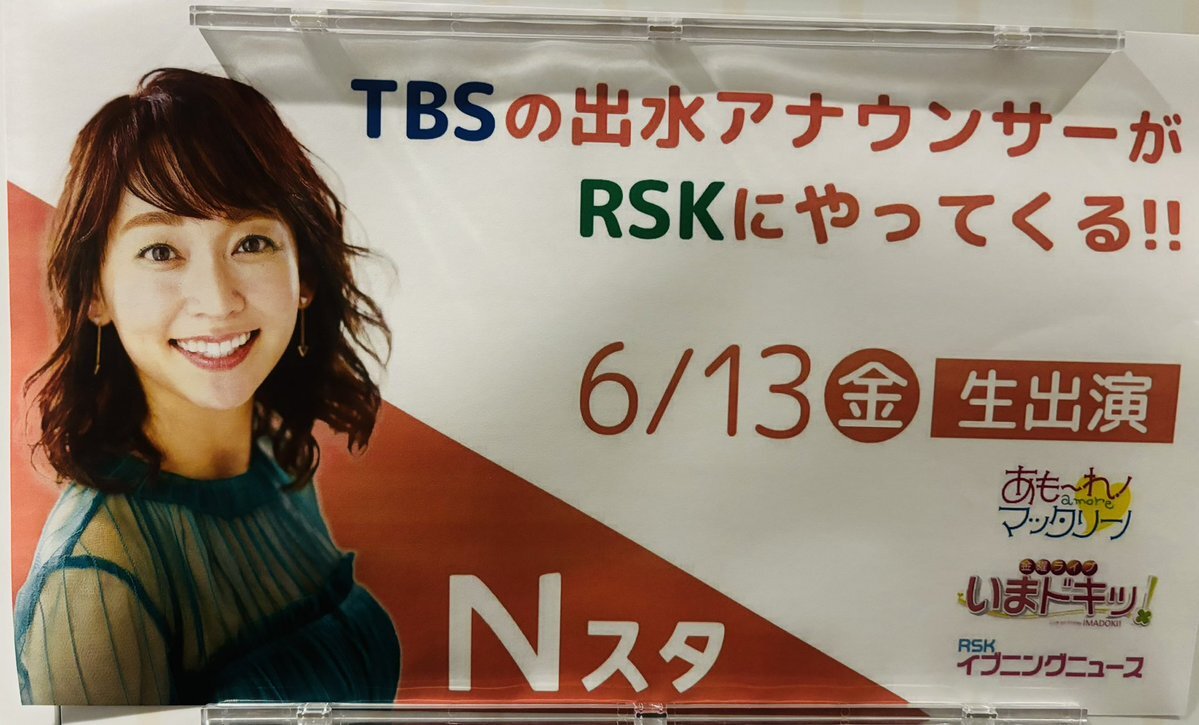 TBSの出水アナウンサーが
RSKにやってくる!!
6/13㊎ 生出演
あも〜れ!
amore
マックリーノ
金曜ライブ
いまドキッ!
IMADOKI!
RSK
イブニングニュース
Nスタ